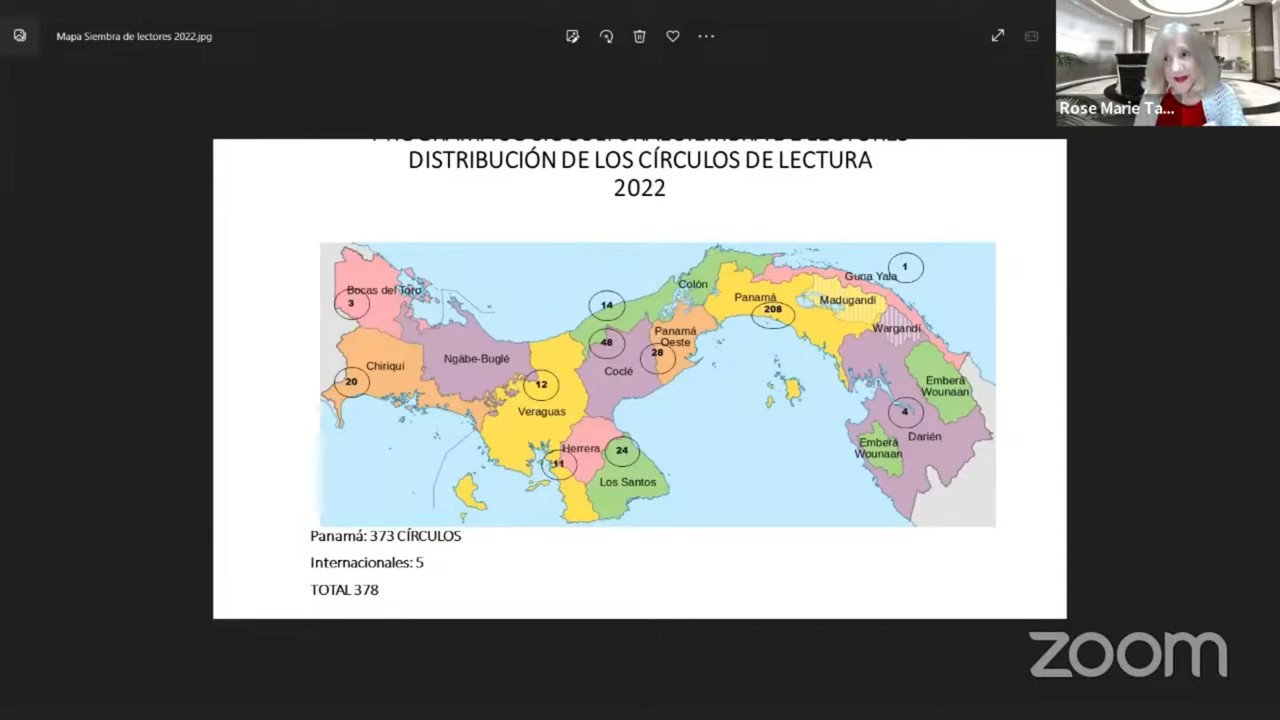 Mapa Siembra de lectores 2022.jpg
Rose Marie Ta...
DISTRIBUCIÓN DE LOS CÍRCULOS DE LECTURA
2022
Bocas del Toro
3
Chiriquí
20
Ngäbe-Buglé
12
Veraguas
14
48
Coclé
Colón
Panamá
Oeste
28
Panamá
208
Guna Yala
1
Madugandí
Wargandí
Emberá
Wounaan
4
Darién
Emberá
Wounaan
Herrera
11
24
Los Santos
Panamá: 373 CÍRCULOS
Internacionales: 5
TOTAL 378
zoom